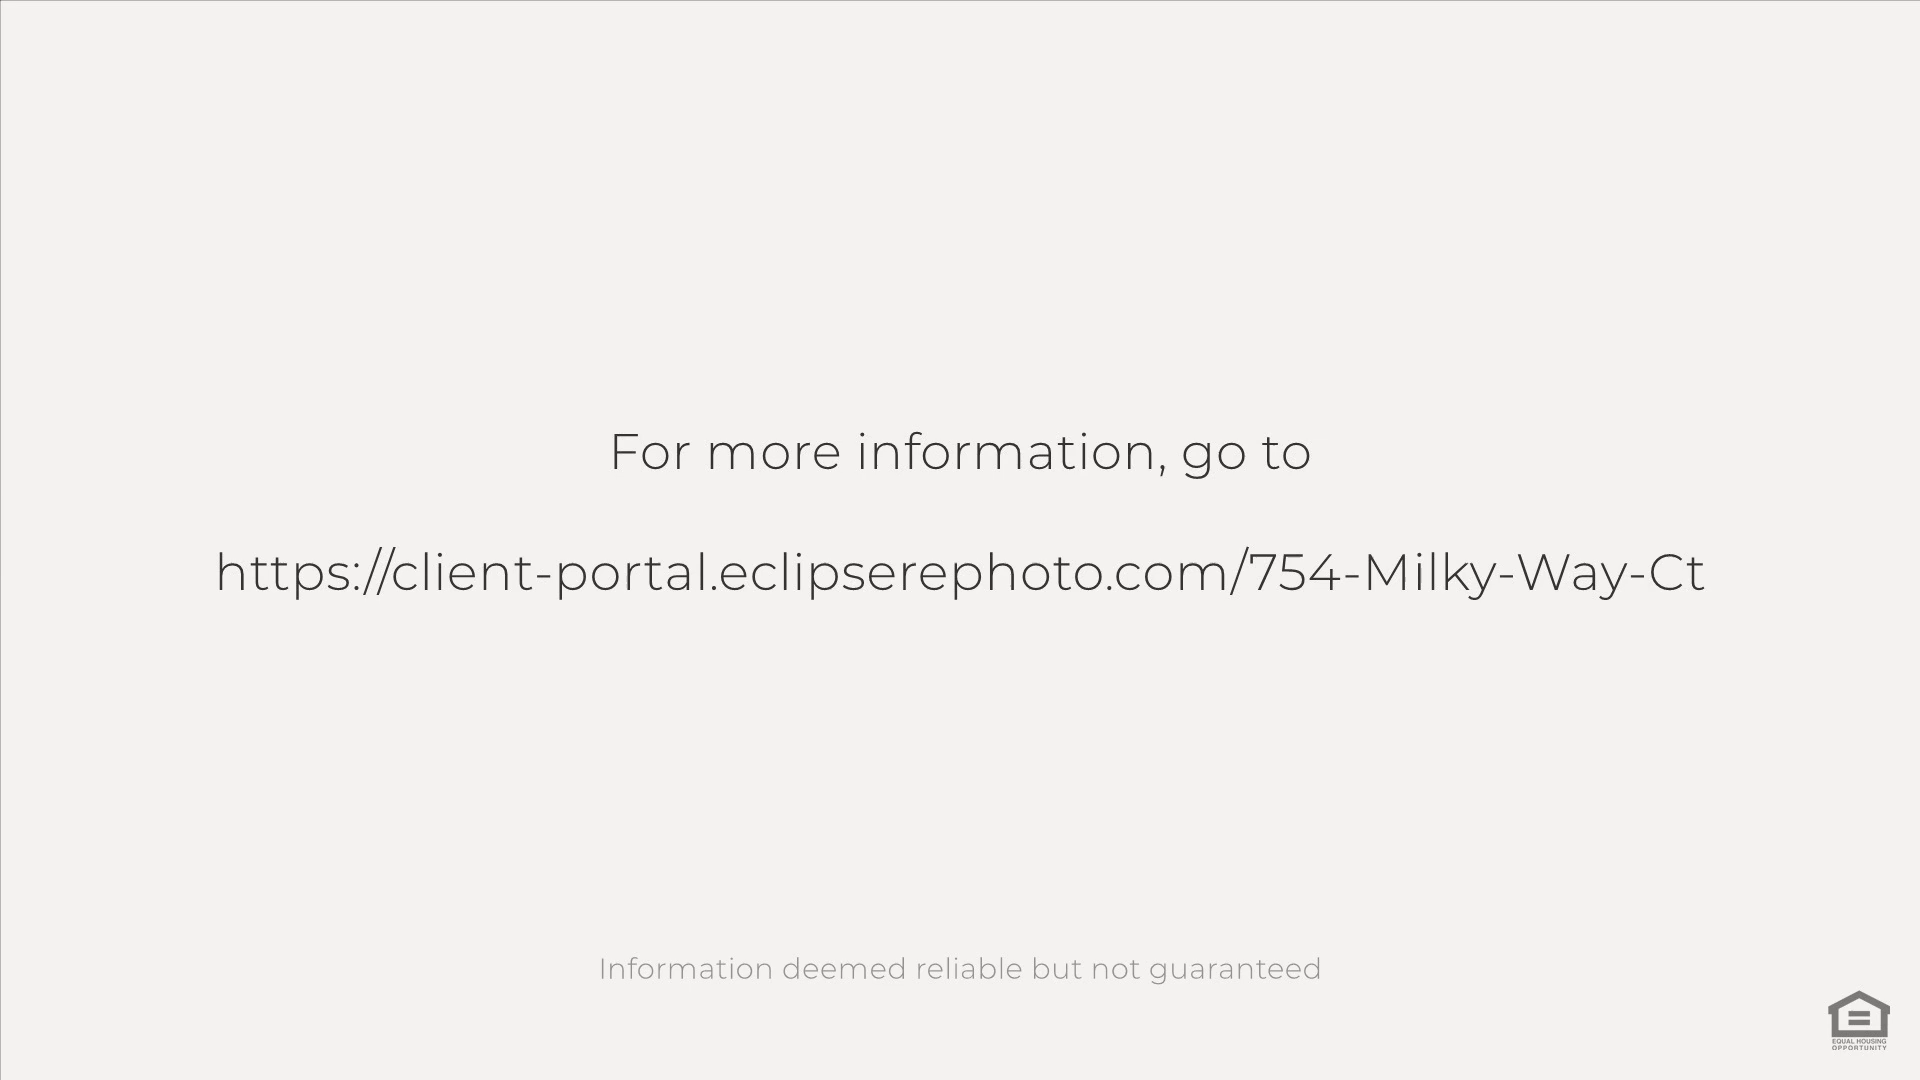 For more information, go to
https://client-portal.eclipserephoto.com/754-Milky-Way-Ct
Information deemed reliable but not guaranteed
EQUAL HOUSING
OPPORTUNITY